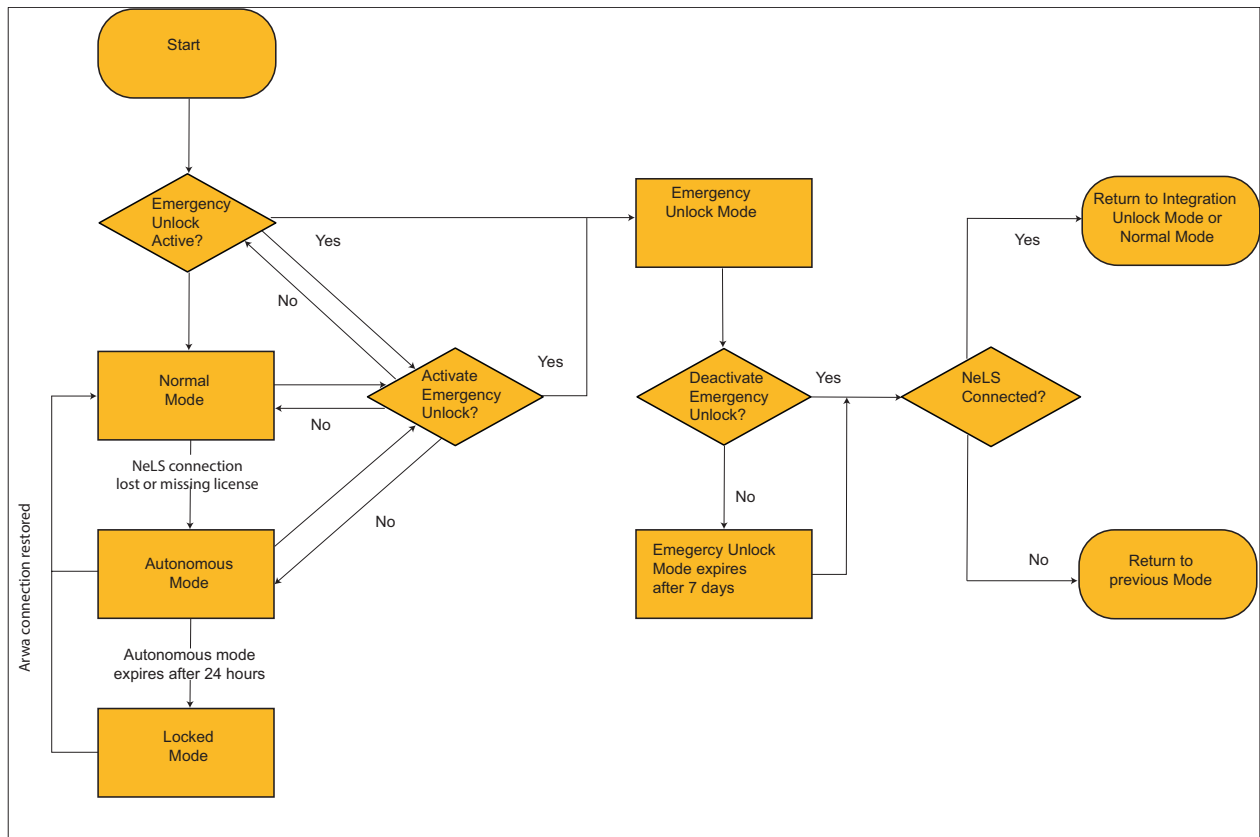 Start
Emergency
Unlock
Active?
Yes
No
Normal
Mode
Activate
Emergency
Unlock?
Yes
No
NeLS connection
lost or missing license
No
Autonomous
Mode
Autonomous mode
expires after 24 hours
Locked
Mode
Arwa connection restored
Emergency
Unlock Mode
Deactivate
Emergency
Unlock?
Yes
No
Emegercy Unlock
Mode expires
after 7 days
NeLS
Connected?
Yes
Return to Integration
Unlock Mode or
Normal Mode
No
Return to
previous Mode